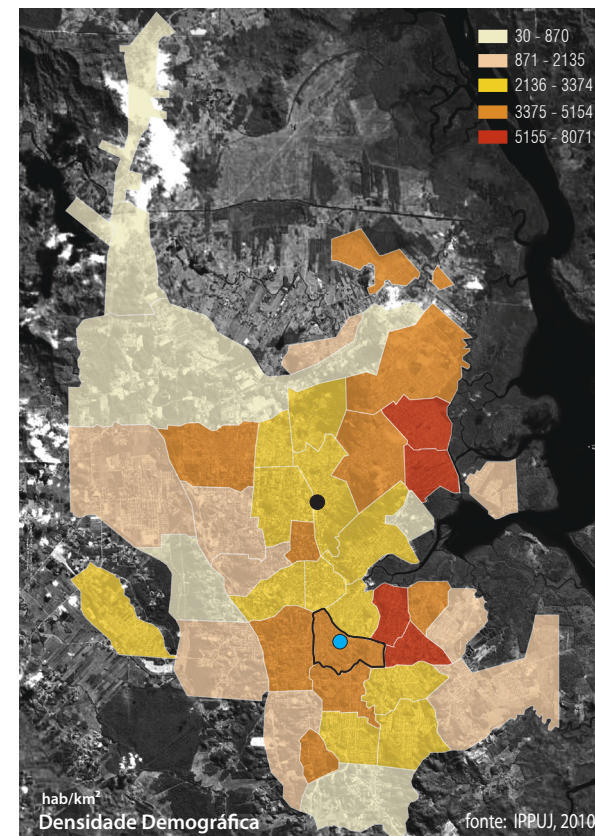 30 - 870
871 - 2135
2136 - 3374
3375 - 5154
5155 - 8071
hab/km²
Densidade Demográfica
fonte: IPPUJ, 2010